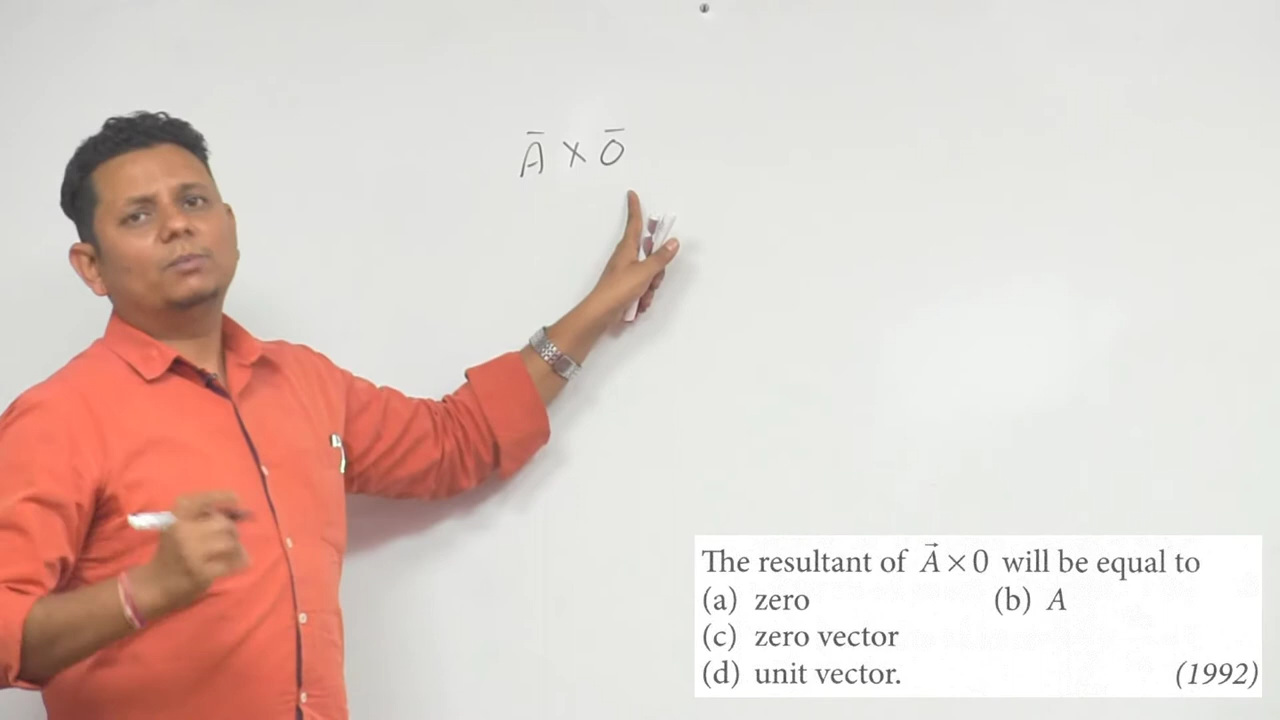 Ā × Ō
The resultant of A⃗ × 0 will be equal to
(a) zero (b) A
(c) zero vector
(d) unit vector. (1992)